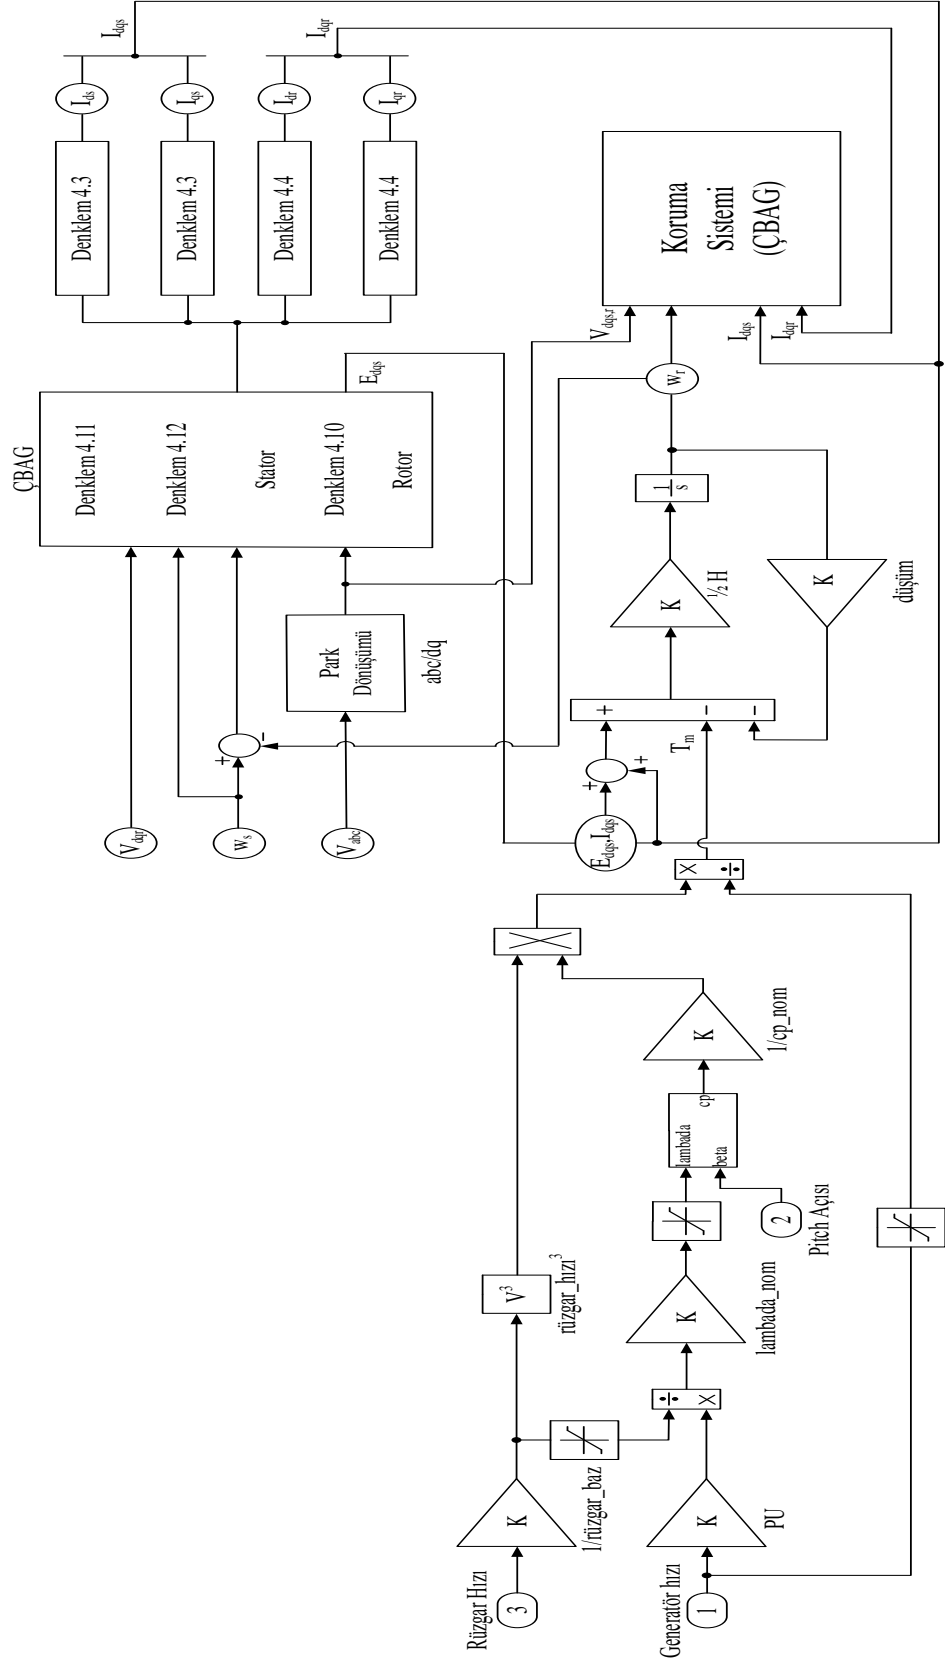 ÇBAG
Denklem 4.11
Denklem 4.12
Stator
Denklem 4.10
Rotor
V_dqr
w_s
V_abc
+
-
Park
Dönüşümü
abc/dq
E_dqs
Denklem 4.3
Denklem 4.3
Denklem 4.4
Denklem 4.4
I_ds
I_qs
I_dr
I_qr
I_dqs
I_dqr
Rüzgar Hızı
3
K
1/rüzgar_baz
V³
rüzgar_hızı³
Generatör hızı
1
K
PU
÷
X
K
lambada_nom
2
Pitch Açısı
lambada
beta
cp
K
1/cp_nom
X
÷
E_dqs,I_dqs
+
+
T_m
+
-
-
K
½ H
1
s
K
düşüm
w_r
V_dqs,r
I_dqs
I_dqr
Koruma
Sistemi
(ÇBAG)